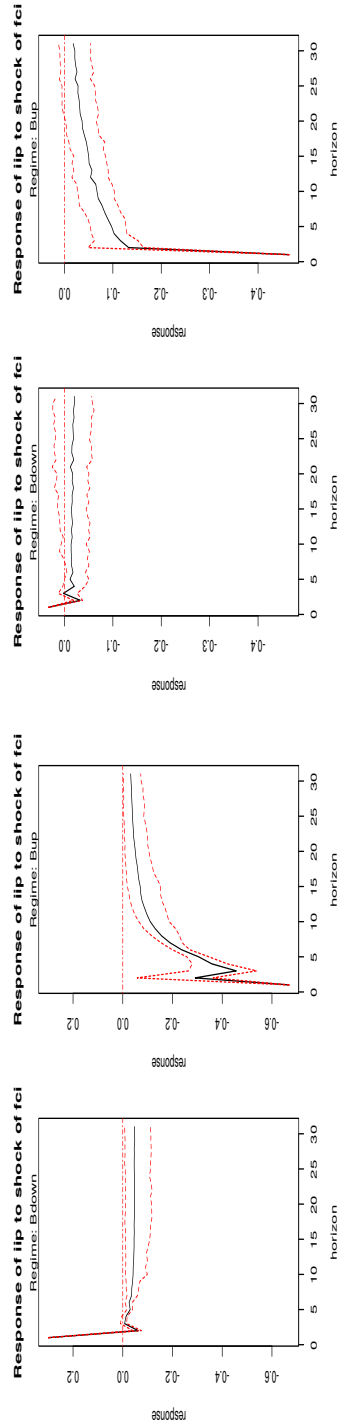 Response of iip to shock of fci
Regime: Bdown
response
0.2
0.0
-0.2
-0.4
-0.6
0 5 10 15 20 25 30
horizon
Response of iip to shock of fci
Regime: Bup
response
0.2
0.0
-0.2
-0.4
-0.6
0 5 10 15 20 25 30
horizon
Response of iip to shock of fci
Regime: Bdown
response
0.0
-0.1
-0.2
-0.3
-0.4
0 5 10 15 20 25 30
horizon
Response of iip to shock of fci
Regime: Bup
response
0.0
-0.1
-0.2
-0.3
-0.4
0 5 10 15 20 25 30
horizon